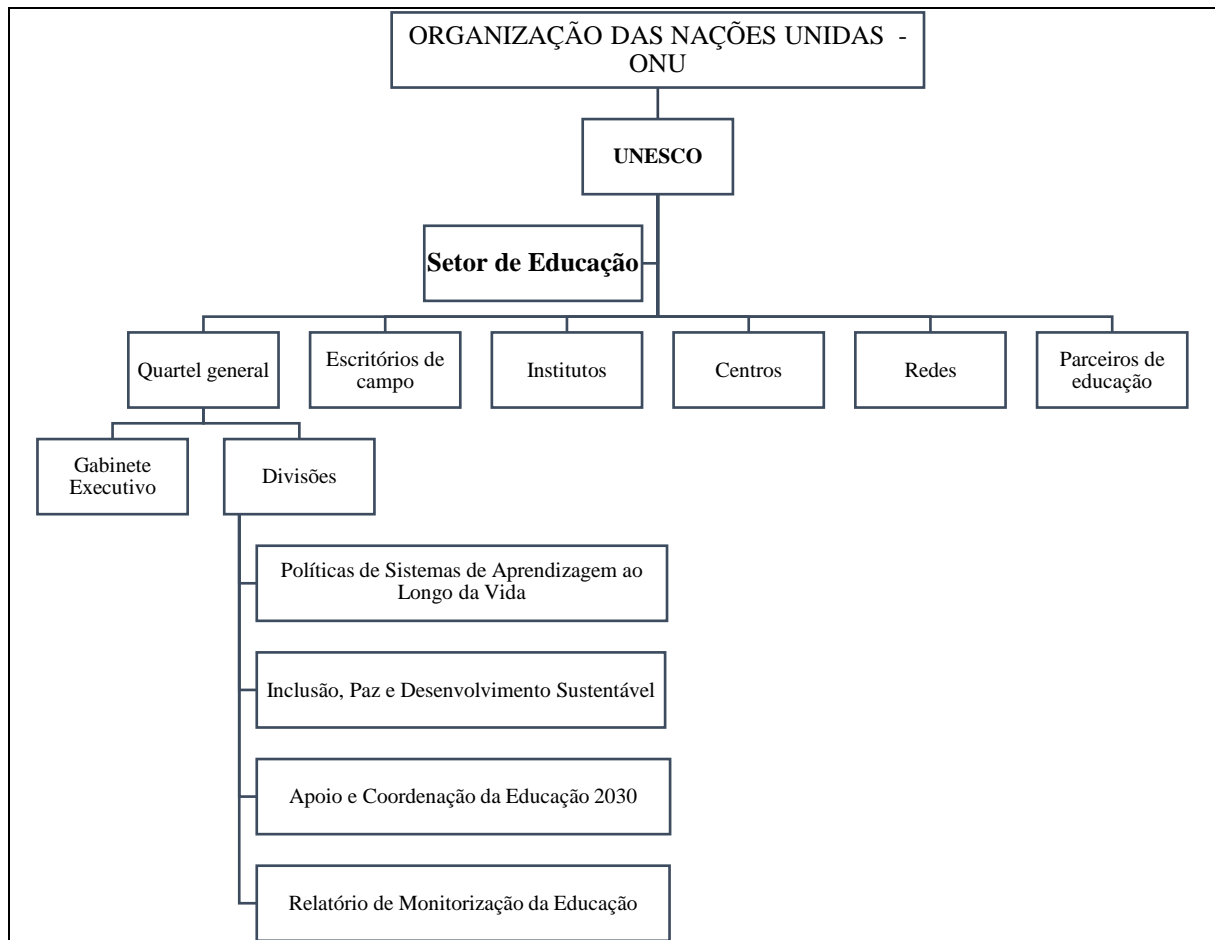 ORGANIZAÇÃO DAS NAÇÕES UNIDAS -
ONU
UNESCO
Setor de Educação
Quartel general
Escritórios de
campo
Institutos
Centros
Redes
Parceiros de
educação
Gabinete
Executivo
Divisões
Políticas de Sistemas de Aprendizagem ao
Longo da Vida
Inclusão, Paz e Desenvolvimento Sustentável
Apoio e Coordenação da Educação 2030
Relatório de Monitorização da Educação